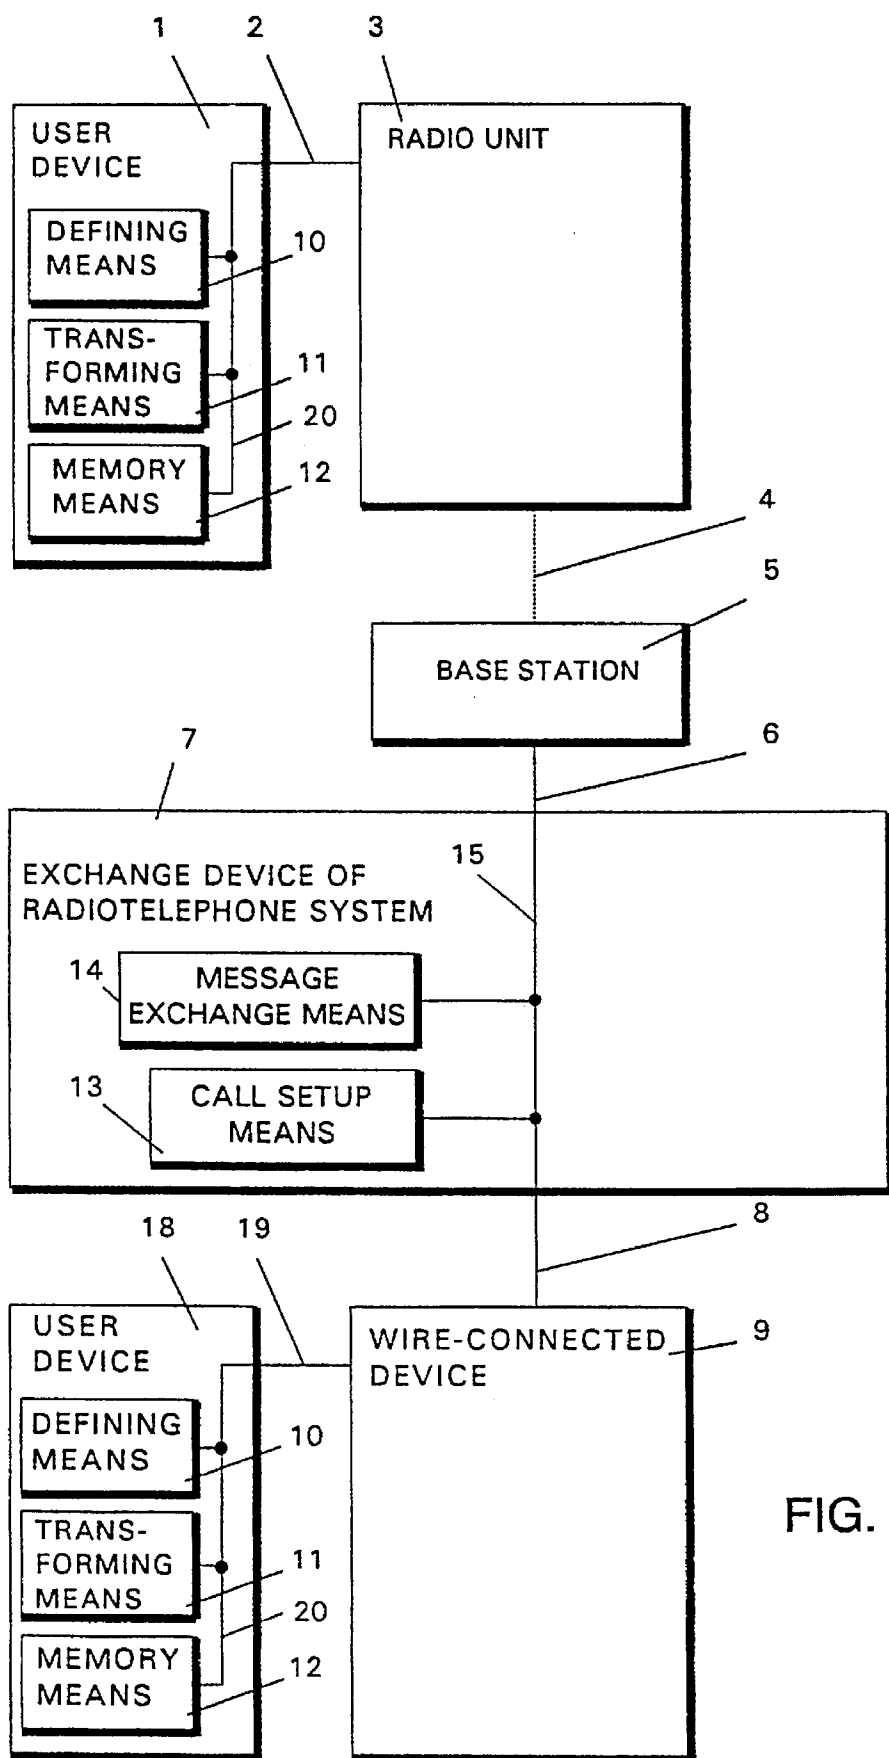 1 2 3
USER
DEVICE
RADIO UNIT
DEFINING
MEANS
10
TRANS-
FORMING
MEANS
11
20
MEMORY
MEANS
12
4
5
BASE STATION
7
6
EXCHANGE DEVICE OF
RADIOTELEPHONE SYSTEM
15
14
MESSAGE
EXCHANGE MEANS
13
CALL SETUP
MEANS
8
18 19
USER
DEVICE
WIRE-CONNECTED
DEVICE
9
DEFINING
MEANS
10
TRANS-
FORMING
MEANS
11
20
MEMORY
MEANS
12
FIG.